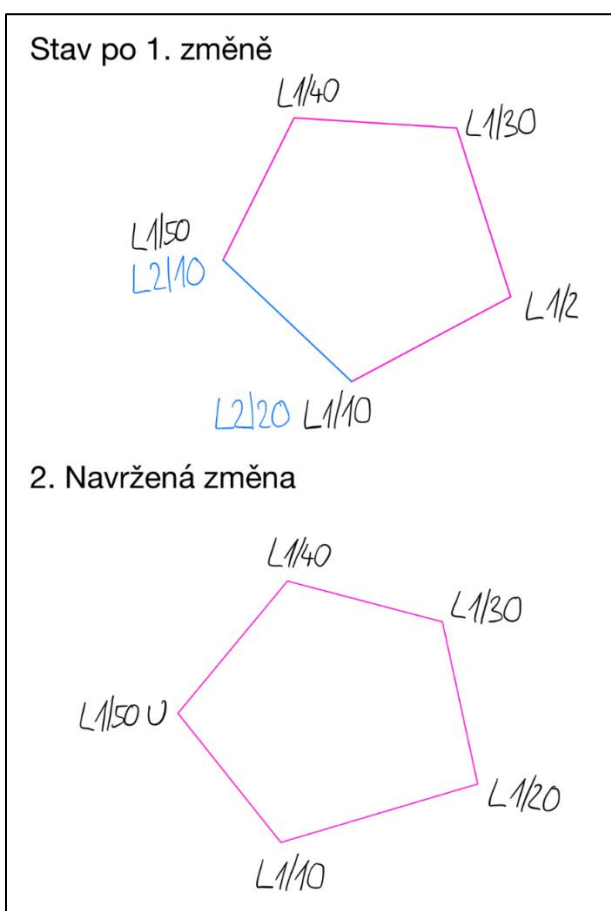 Stav po 1. změně
L1/40
L1/30
L1/50
L2/10
L1/2
L2/20 L1/10
2. Navržená změna
L1/40
L1/30
L1/50 U
L1/20
L1/10